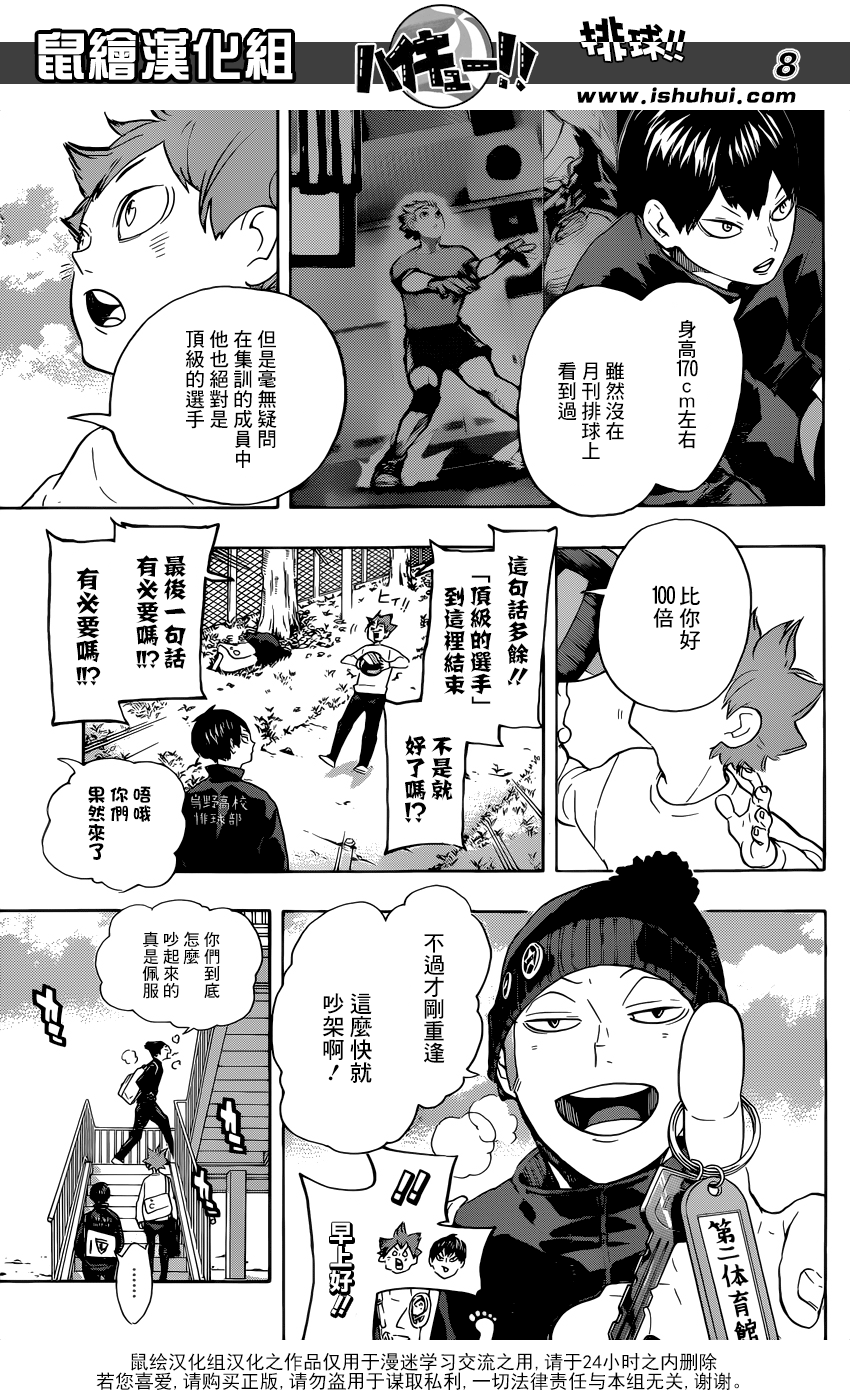 鼠繪漢化組
ハイキュー!!
排球!!
8
www.ishuhui.com
身高170cm左右
雖然沒在
月刊排球上
看到過
但是毫無疑問
在集訓的成員中
他也絕對是
頂級的選手
比你好
100倍
這句話多餘!!
「頂級的選手」
到這裡結束
不是就
好了嗎!?
ヒィ!!
最後一句話
有必要嗎!!?
有必要嗎!!?
烏野高校
排球部
唔哦
你們
果然來了
不過才剛重逢
這麼快就
吵架啊!
!!
早上好!!
第二体育館
你們到底
怎麼
吵起來的
真是佩服
ギャー
ギャー
………
鼠绘汉化组汉化之作品仅用于漫迷学习交流之用, 请于24小时之内删除
若您喜爱, 请购买正版, 请勿盗用于谋取私利, 一切法律责任与本组无关, 谢谢。